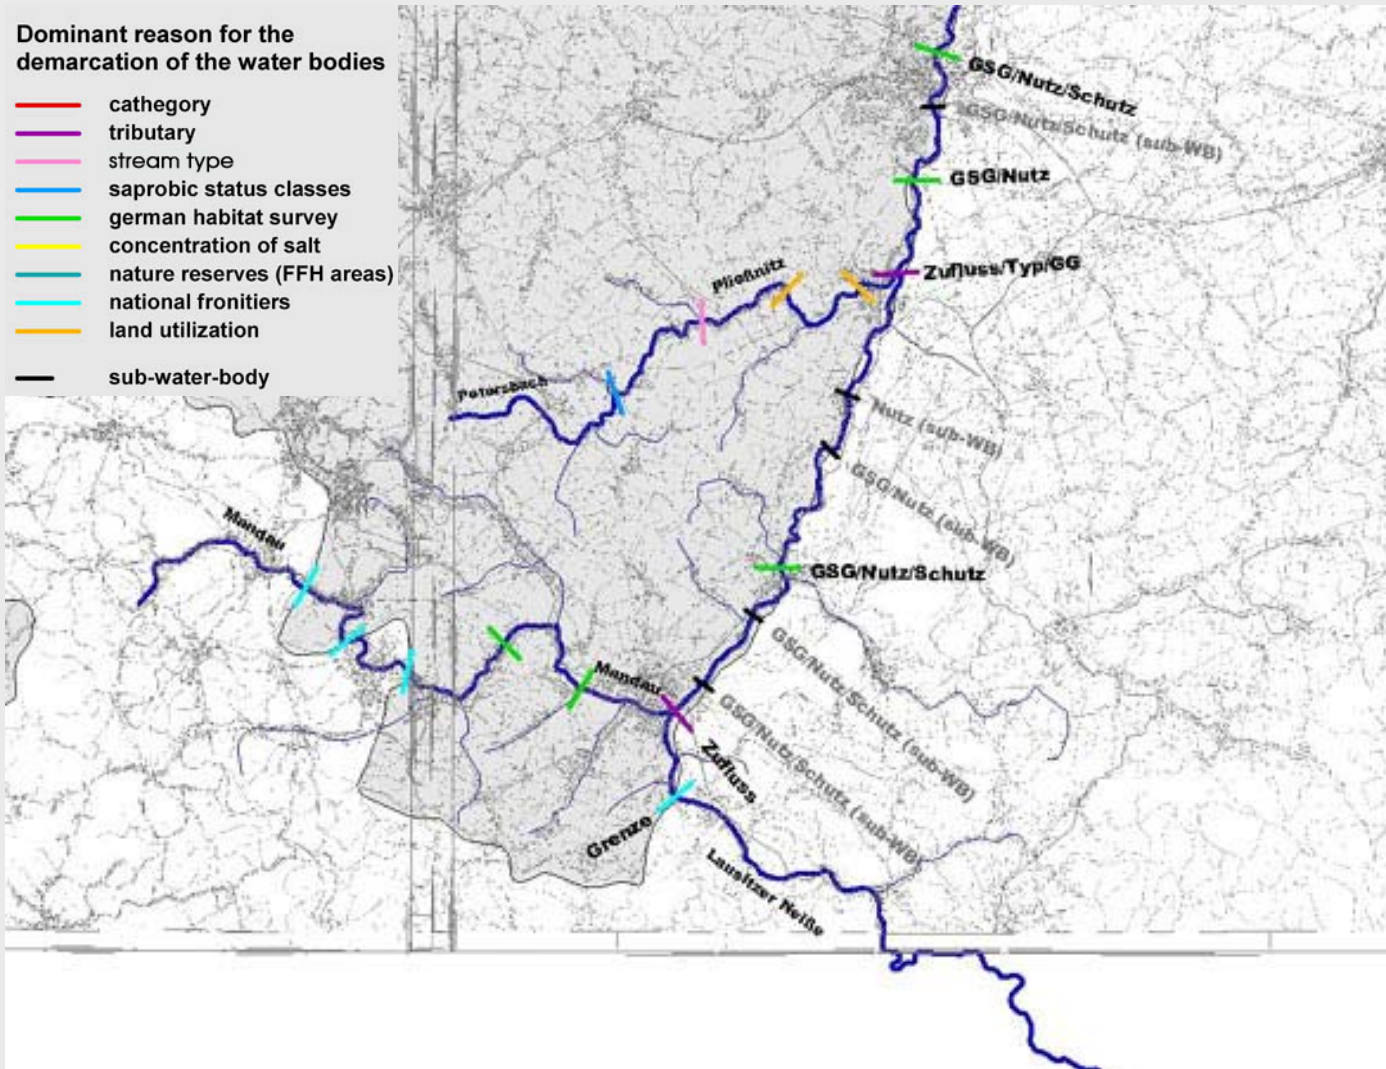 Dominant reason for the
demarcation of the water bodies
cathegory
tributary
stream type
saprobic status classes
german habitat survey
concentration of salt
nature reserves (FFH areas)
national fronitiers
land utilization
sub-water-body
GSG/Nutz/Schutz
GSG/Nutz/Schutz (sub-WB)
GSG/Nutz
Zufluss/Typ/GG
Pließnitz
Petersbach
Nutz (sub-WB)
GSG/Nutz (sub-WB)
Mandau
GSG/Nutz/Schutz
GSG/Nutz/Schutz (sub-WB)
Mandau
GSG/Nutz/Schutz (sub-WB)
Zufluss
Grenze
Lausitzer Neiße